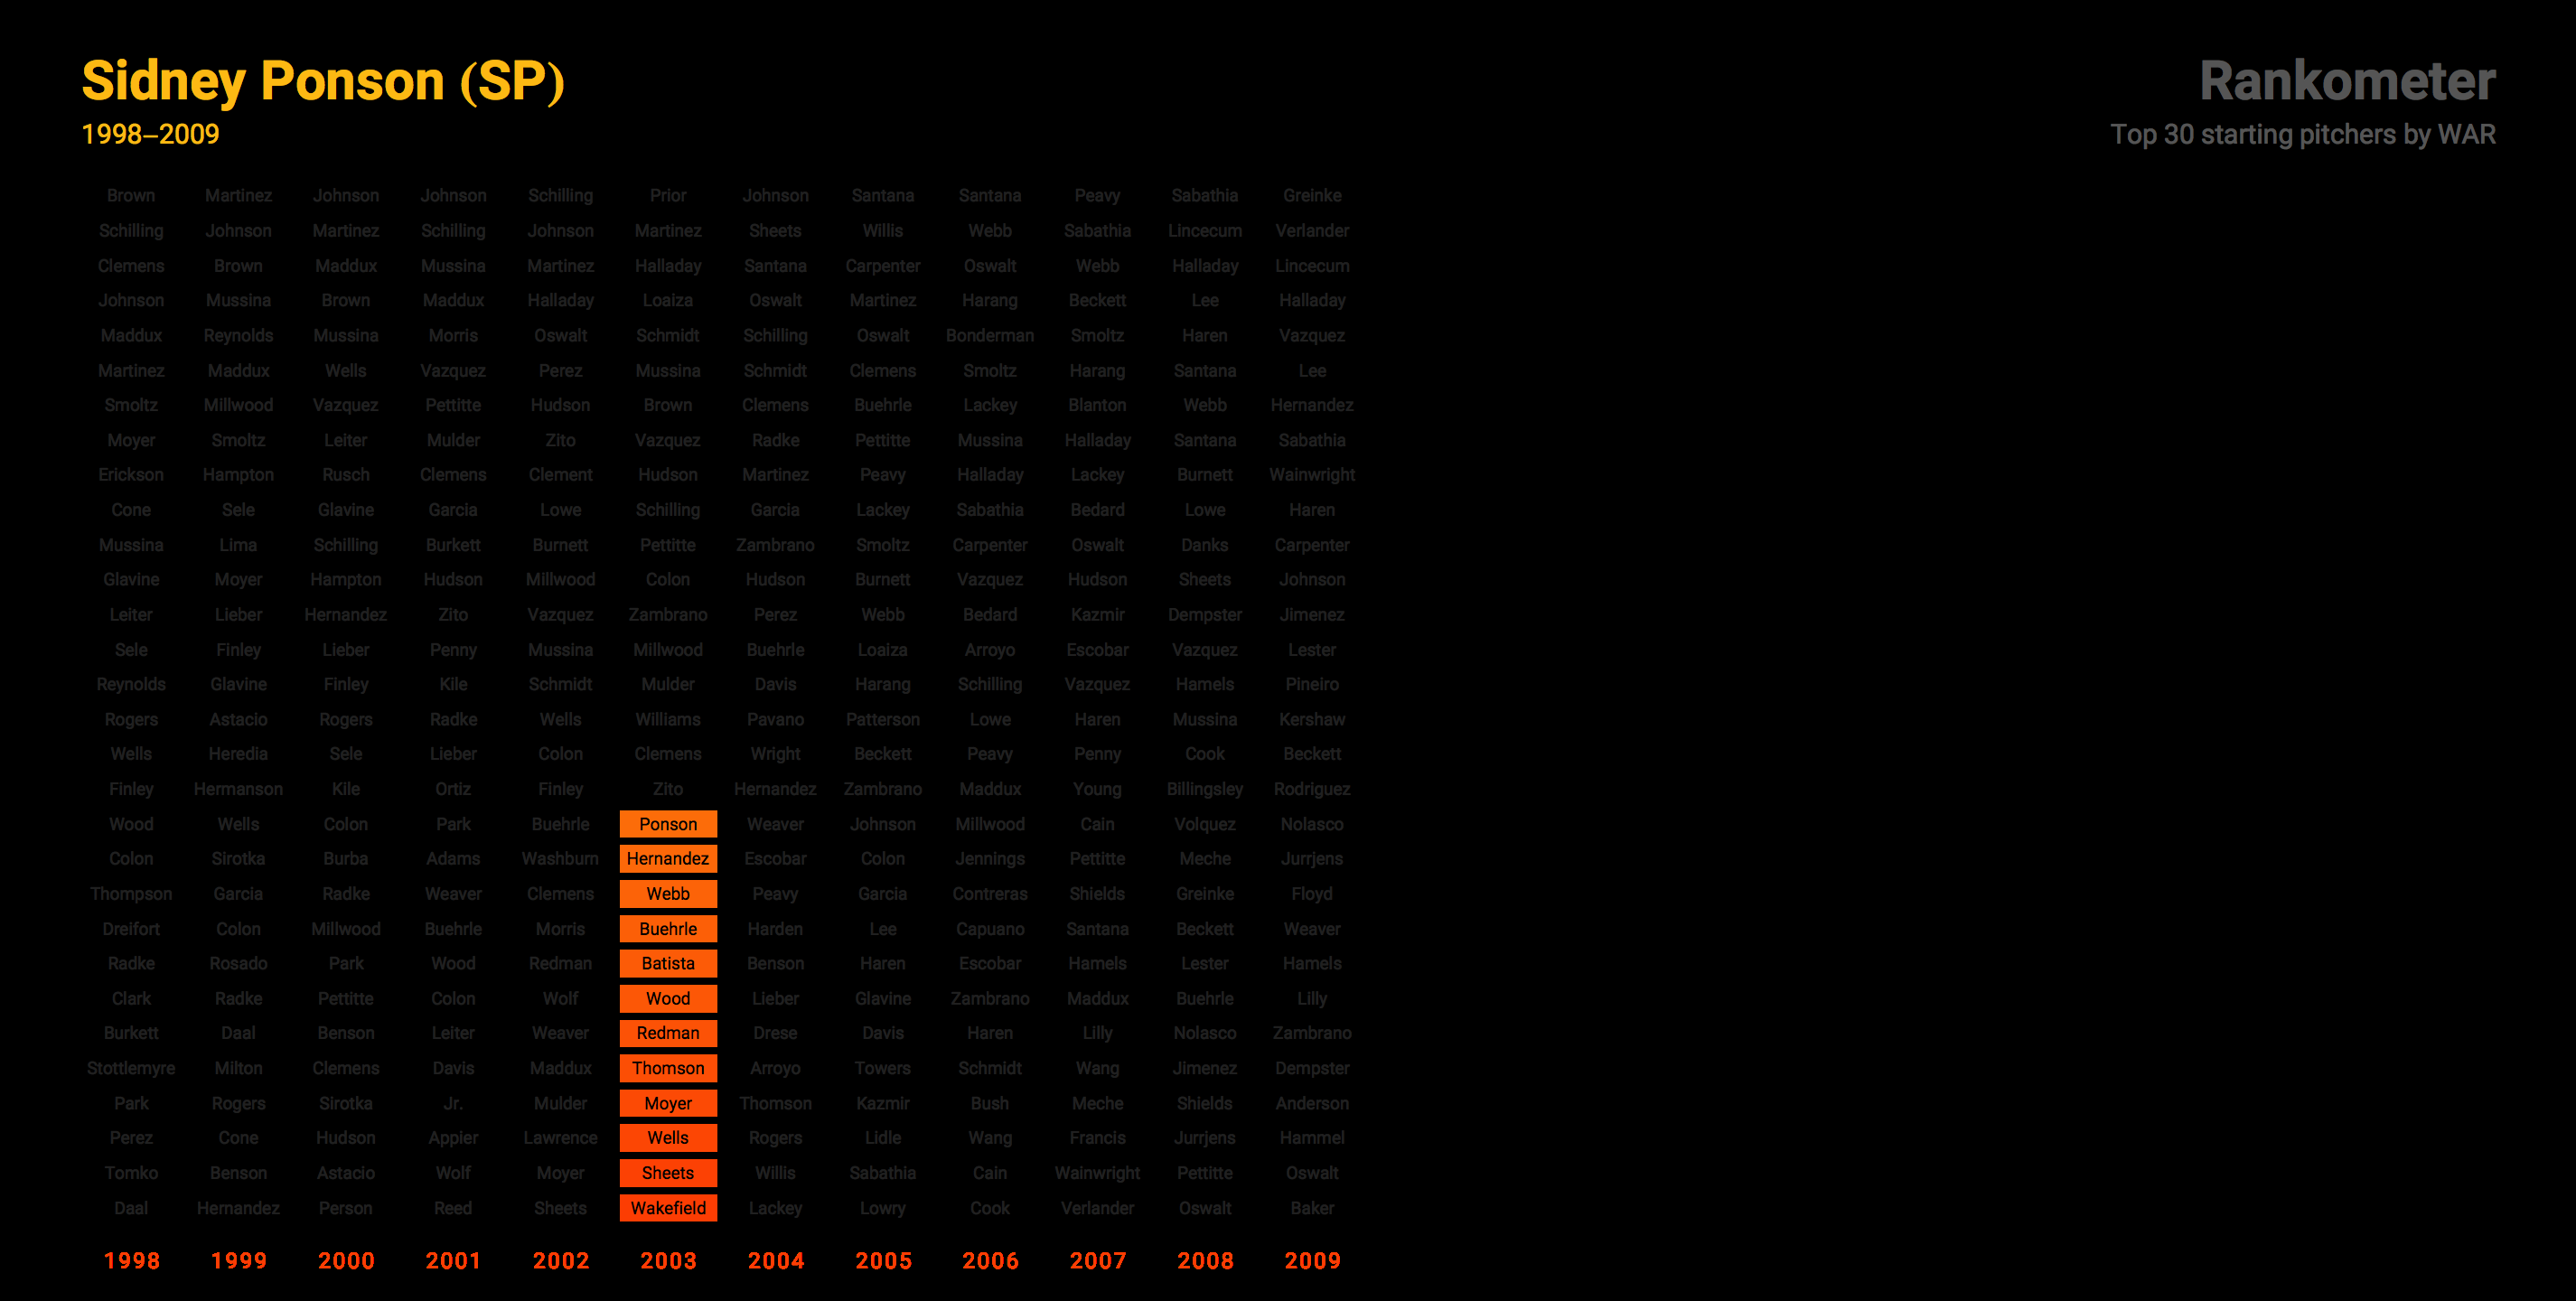 Sidney Ponson (SP)
1998–2009
Rankometer
Top 30 starting pitchers by WAR
Brown Martinez Johnson Johnson Schilling Prior Johnson Santana Santana Peavy Sabathia Greinke
Schilling Johnson Martinez Schilling Johnson Martinez Sheets Willis Webb Sabathia Lincecum Verlander
Clemens Brown Maddux Mussina Martinez Halladay Santana Carpenter Oswalt Webb Halladay Lincecum
Johnson Mussina Brown Maddux Halladay Loaiza Oswalt Martinez Harang Beckett Lee Halladay
Maddux Reynolds Mussina Morris Oswalt Schmidt Schilling Oswalt Bonderman Smoltz Haren Vazquez
Martinez Maddux Wells Vazquez Perez Mussina Schmidt Clemens Smoltz Harang Santana Lee
Smoltz Millwood Vazquez Pettitte Hudson Brown Clemens Buehrle Lackey Blanton Webb Hernandez
Moyer Smoltz Leiter Mulder Zito Vazquez Radke Pettitte Mussina Halladay Santana Sabathia
Erickson Hampton Rusch Clemens Clement Hudson Martinez Peavy Halladay Lackey Burnett Wainwright
Cone Sele Glavine Garcia Lowe Schilling Garcia Lackey Sabathia Bedard Lowe Haren
Mussina Lima Schilling Burkett Burnett Pettitte Zambrano Smoltz Carpenter Oswalt Danks Carpenter
Glavine Moyer Hampton Hudson Millwood Colon Hudson Burnett Vazquez Hudson Sheets Johnson
Leiter Lieber Hernandez Zito Vazquez Zambrano Perez Webb Bedard Kazmir Dempster Jimenez
Sele Finley Lieber Penny Mussina Millwood Buehrle Loaiza Arroyo Escobar Vazquez Lester
Reynolds Glavine Finley Kile Schmidt Mulder Davis Harang Schilling Vazquez Hamels Pineiro
Rogers Astacio Rogers Radke Wells Williams Pavano Patterson Lowe Haren Mussina Kershaw
Wells Heredia Sele Lieber Colon Clemens Wright Beckett Peavy Penny Cook Beckett
Finley Hermanson Kile Ortiz Finley Zito Hernandez Zambrano Maddux Young Billingsley Rodriguez
Wood Wells Colon Park Buehrle Ponson Weaver Johnson Millwood Cain Volquez Nolasco
Colon Sirotka Burba Adams Washburn Hernandez Escobar Colon Jennings Pettitte Meche Jurrjens
Thompson Garcia Radke Weaver Clemens Webb Peavy Garcia Contreras Shields Greinke Floyd
Dreifort Colon Millwood Buehrle Morris Buehrle Harden Lee Capuano Santana Beckett Weaver
Radke Rosado Park Wood Redman Batista Benson Haren Escobar Hamels Lester Hamels
Clark Radke Pettitte Colon Wolf Wood Lieber Glavine Zambrano Maddux Buehrle Lilly
Burkett Daal Benson Leiter Weaver Redman Drese Davis Haren Lilly Nolasco Zambrano
Stottlemyre Milton Clemens Davis Maddux Thomson Arroyo Towers Schmidt Wang Jimenez Dempster
Park Rogers Sirotka Jr. Mulder Moyer Thomson Kazmir Bush Meche Shields Anderson
Perez Cone Hudson Appier Lawrence Wells Rogers Lidle Wang Francis Jurrjens Hammel
Tomko Benson Astacio Wolf Moyer Sheets Willis Sabathia Cain Wainwright Pettitte Oswalt
Daal Hernandez Person Reed Sheets Wakefield Lackey Lowry Cook Verlander Oswalt Baker
1998 1999 2000 2001 2002 2003 2004 2005 2006 2007 2008 2009